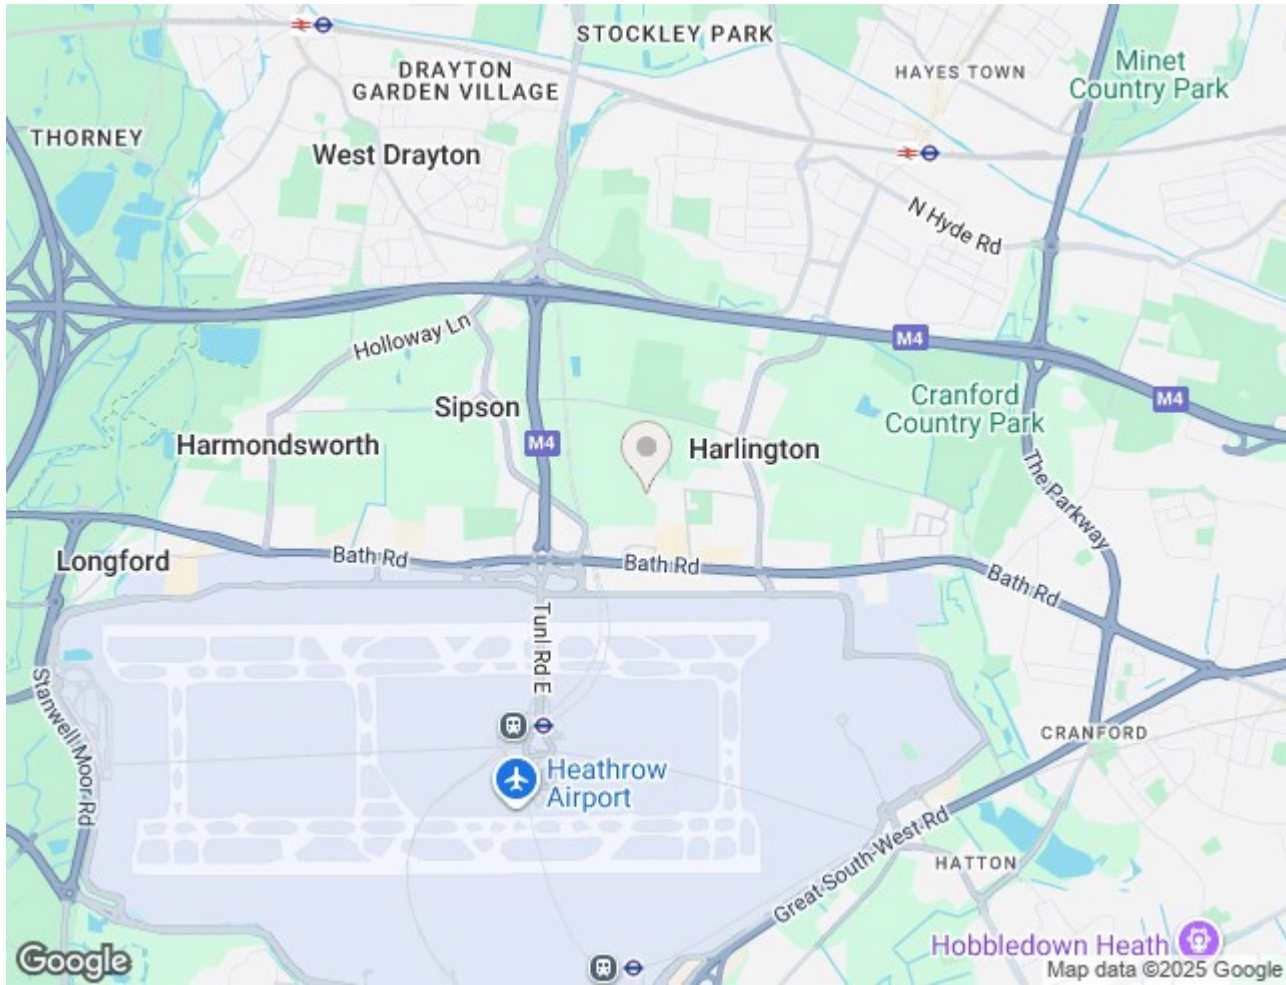 STOCKLEY PARK
DRAYTON
GARDEN VILLAGE
HAYES TOWN
Minet
Country Park
THORNEY
West Drayton
N Hyde Rd
Holloway Ln
M4
Cranford
Country Park
M4
Sipson
Harmondsworth
M4
Harlington
The Parkway
Longford
Bath Rd
Bath Rd
Bath Rd
Tunl Rd E
Stanwell Moor Rd
CRANFORD
Heathrow
Airport
Great South-West Rd
HATTON
Hobbledown Heath
Google
Map data ©2025 Google